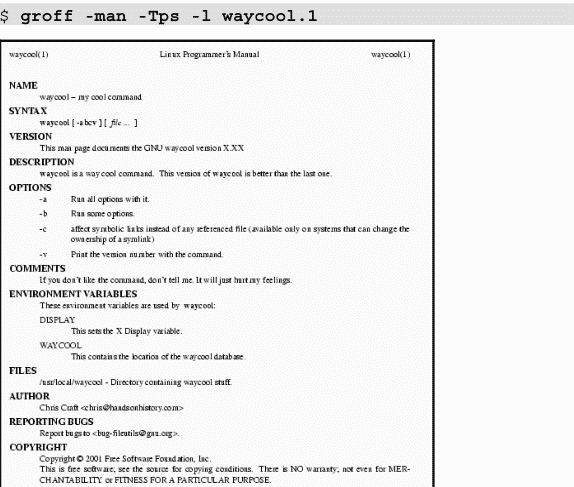 $ groff -man -Tps -l waycool.1
waycool(1) Linux Programmer's Manual waycool(1)
NAME
waycool – my cool command
SYNTAX
waycool [ -abcv ] [ file ... ]
VERSION
This man page documents the GNU waycool version X.XX
DESCRIPTION
waycool is a way cool command. This version of waycool is better than the last one.
OPTIONS
-a Run all options with it.
-b Run some options.
-c affect symbolic links instead of any referenced file (available only on systems that can change the
ownership of a symlink)
-v Print the version number with the command.
COMMENTS
If you don't like the command, don't tell me. It will just hurt my feelings.
ENVIRONMENT VARIABLES
These environment variables are used by waycool:
DISPLAY
This sets the X Display variable.
WAYCOOL
This contains the location of the waycool database.
FILES
/usr/local/waycool - Directory containing waycool stuff.
AUTHOR
Chris Craft <chris@handsonhistory.com>
REPORTING BUGS
Report bugs to <bug-fileutils@gnu.org>.
COPYRIGHT
Copyright © 2001 Free Software Foundation, Inc.
This is free software; see the source for copying conditions. There is NO warranty; not even for MER-
CHANTABILITY or FITNESS FOR A PARTICULAR PURPOSE.